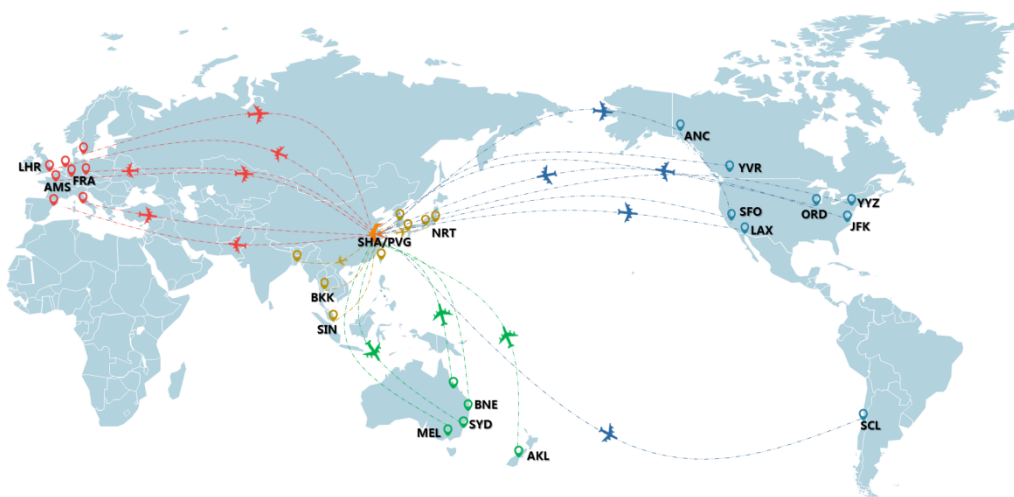 ANC
LHR
YVR
AMS
FRA
ORD
YYZ
SFO
NRT
JFK
LAX
SHA/PVG
BKK
SIN
BNE
SYD
SCL
MEL
AKL